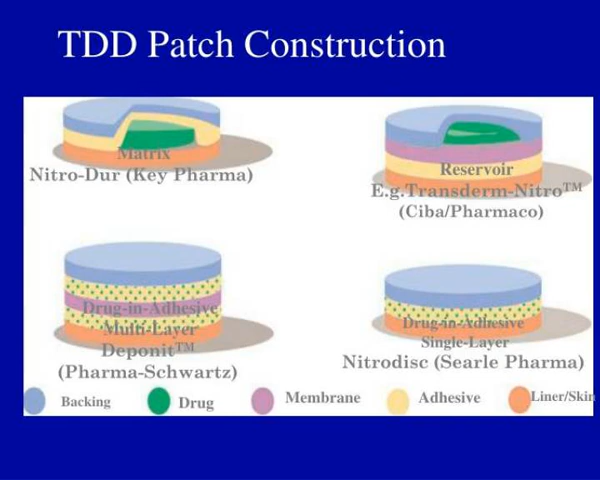 TDD Patch Construction
Matrix
Nitro-Dur (Key Pharma)
Reservoir
E.g.Transderm-Nitro™
(Ciba/Pharmaco)
Drug-in-Adhesive
Multi-Layer
Deponit™
(Pharma-Schwartz)
Drug-in-Adhesive
Single-Layer
Nitrodisc (Searle Pharma)
Backing Drug Membrane Adhesive Liner/Skin